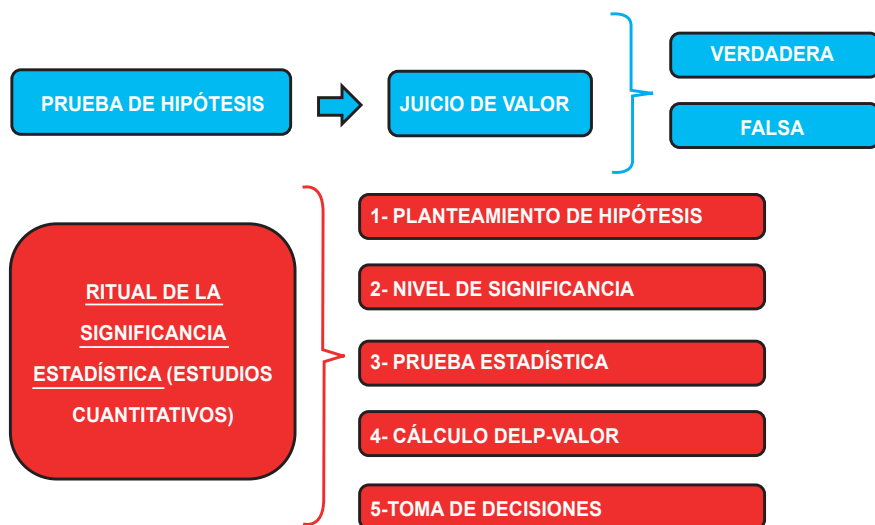 PRUEBA DE HIPÓTESIS
JUICIO DE VALOR
VERDADERA
FALSA
RITUAL DE LA
SIGNIFICANCIA
ESTADÍSTICA (ESTUDIOS
CUANTITATIVOS)
1- PLANTEAMIENTO DE HIPÓTESIS
2- NIVEL DE SIGNIFICANCIA
3- PRUEBA ESTADÍSTICA
4- CÁLCULO DELP-VALOR
5-TOMA DE DECISIONES